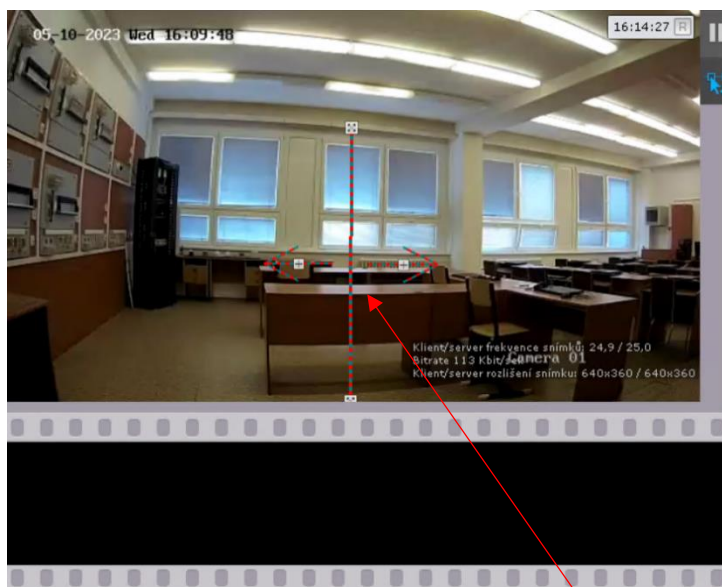 05-10-2023 Wed 16:09:48
16:14:27 R
Klient/server frekvence snímků: 24,9 / 25,0
Bitrate 113 Kbit/sec
Camera 01
Klient/server rozlišení snímku: 640x360 / 640x360